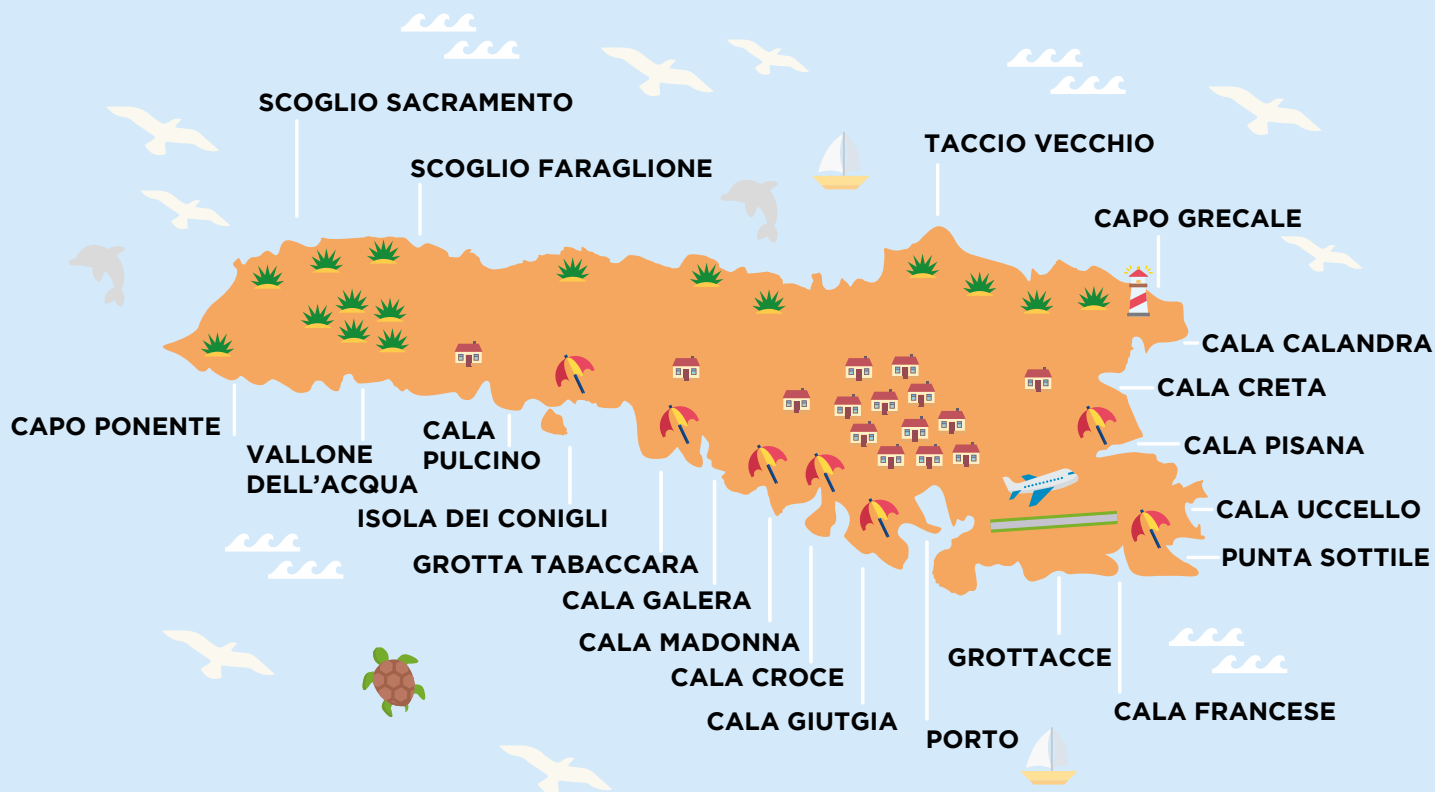 SCOGLIO SACRAMENTO
SCOGLIO FARAGLIONE
TACCIO VECCHIO
CAPO GRECALE
CALA CALANDRA
CALA CRETA
CAPO PONENTE
CALA
PULCINO
CALA PISANA
VALLONE
DELL'ACQUA
ISOLA DEI CONIGLI
CALA UCCELLO
GROTTA TABACCARA
PUNTA SOTTILE
CALA GALERA
CALA MADONNA
GROTTACCE
CALA CROCE
CALA GIUTGIA
CALA FRANCESE
PORTO